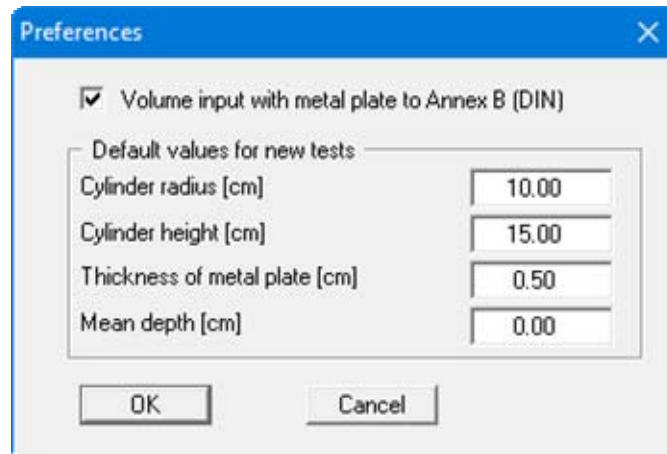 Preferences
Volume input with metal plate to Annex B (DIN)
Default values for new tests
Cylinder radius [cm] 10.00
Cylinder height [cm] 15.00
Thickness of metal plate [cm] 0.50
Mean depth [cm] 0.00
OK Cancel